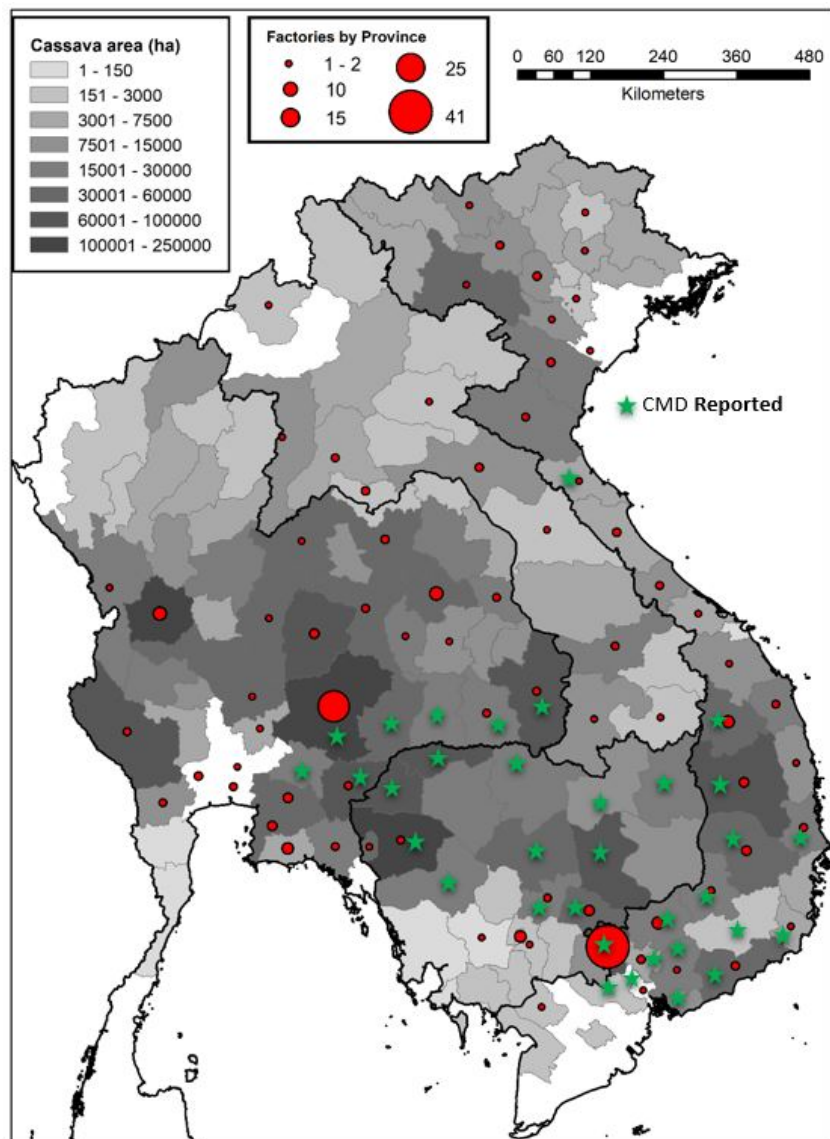 Cassava area (ha)
1 - 150
151 - 3000
3001 - 7500
7501 - 15000
15001 - 30000
30001 - 60000
60001 - 100000
100001 - 250000
Factories by Province
1 - 2
10
15
25
41
0 60 120 240 360 480
Kilometers
CMD Reported